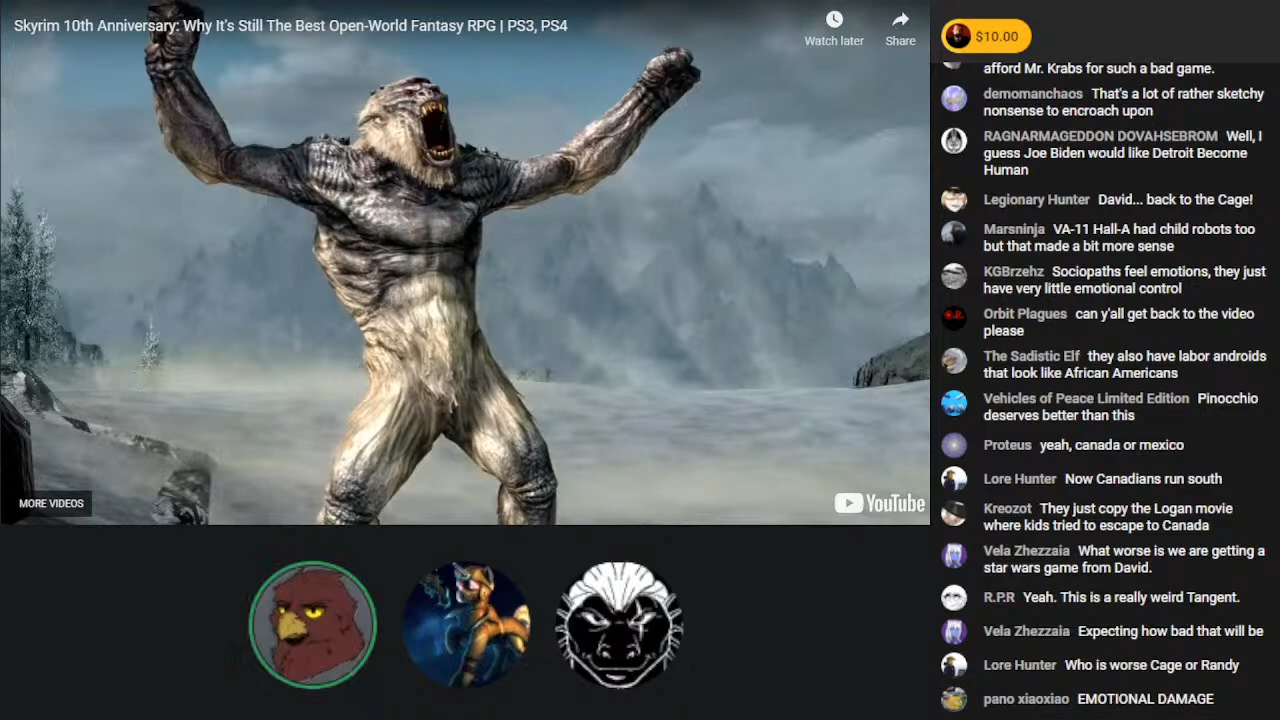 Skyrim 10th Anniversary: Why It's Still The Best Open-World Fantasy RPG | PS3, PS4
Watch later
Share
MORE VIDEOS
YouTube
$10.00
afford Mr. Krabs for such a bad game.
demomanchaos That's a lot of rather sketchy
nonsense to encroach upon
RAGNARMAGEDDON DOVAHSEBROM Well, I
guess Joe Biden would like Detroit Become
Human
Legionary Hunter David... back to the Cage!
Marsninja VA-11 Hall-A had child robots too
but that made a bit more sense
KGBrzehz Sociopaths feel emotions, they just
have very little emotional control
Orbit Plagues can y'all get back to the video
please
The Sadistic Elf they also have labor androids
that look like African Americans
Vehicles of Peace Limited Edition Pinocchio
deserves better than this
Proteus yeah, canada or mexico
Lore Hunter Now Canadians run south
Kreozot They just copy the Logan movie
where kids tried to escape to Canada
Vela Zhezzaia What worse is we are getting a
star wars game from David.
R.P.R Yeah. This is a really weird Tangent.
Vela Zhezzaia Expecting how bad that will be
Lore Hunter Who is worse Cage or Randy
pano xiaoxiao EMOTIONAL DAMAGE